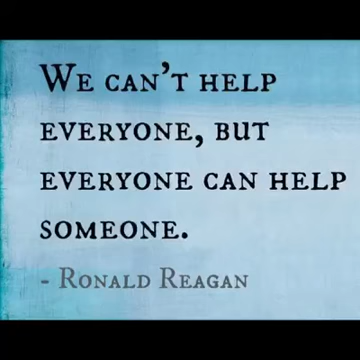 We can't help
everyone, but
everyone can help
someone.
- Ronald Reagan